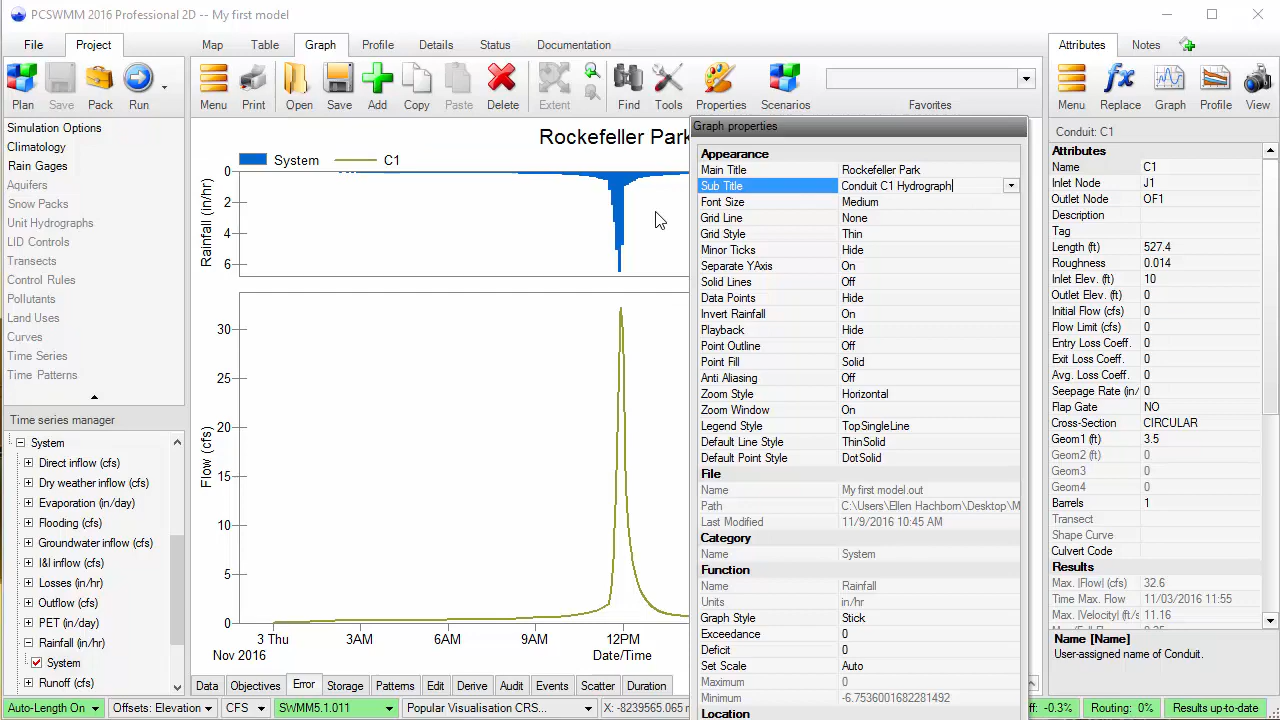 PCSWMM 2016 Professional 2D -- My first model
File
Project
Map
Table
Graph
Profile
Details
Status
Documentation
Attributes
Notes
Plan
Save
Pack
Run
Menu
Print
Open
Save
Add
Copy
Paste
Delete
Extent
Find
Tools
Properties
Scenarios
Favorites
Menu
Replace
Graph
Profile
View
Simulation Options
Climatology
Rain Gages
Aquifers
Snow Packs
Unit Hydrographs
LID Controls
Transects
Control Rules
Pollutants
Land Uses
Curves
Time Series
Time Patterns
Time series manager
System
Direct inflow (cfs)
Dry weather inflow (cfs)
Evaporation (in/day)
Flooding (cfs)
Groundwater inflow (cfs)
I&I inflow (cfs)
Losses (in/hr)
Outflow (cfs)
PET (in/day)
Rainfall (in/hr)
System
Runoff (cfs)
Rockefeller Park
System
C1
Rainfall (in/hr)
0
2
4
6
Flow (cfs)
30
25
20
15
10
5
0
3 Thu
3AM
6AM
9AM
12PM
Nov 2016
Date/Time
Graph properties
Appearance
Main Title Rockefeller Park
Sub Title Conduit C1 Hydrograph
Font Size Medium
Grid Line None
Grid Style Thin
Minor Ticks Hide
Separate YAxis On
Solid Lines Off
Data Points Hide
Invert Rainfall On
Playback Hide
Point Outline Off
Point Fill Solid
Anti Aliasing Off
Zoom Style Horizontal
Zoom Window On
Legend Style TopSingleLine
Default Line Style ThinSolid
Default Point Style DotSolid
File
Name My first model.out
Path C:\Users\Ellen Hachborn\Desktop\M
Last Modified 11/9/2016 10:45 AM
Category
Name System
Function
Name Rainfall
Units in/hr
Graph Style Stick
Exceedance 0
Deficit 0
Set Scale Auto
Maximum 0
Minimum -6.7536001682281492
Location
Conduit: C1
Attributes
Name C1
Inlet Node J1
Outlet Node OF1
Description
Tag
Length (ft) 527.4
Roughness 0.014
Inlet Elev. (ft) 10
Outlet Elev. (ft) 0
Initial Flow (cfs) 0
Flow Limit (cfs) 0
Entry Loss Coeff. 0
Exit Loss Coeff. 0
Avg. Loss Coeff. 0
Seepage Rate (in/ 0
Flap Gate NO
Cross-Section CIRCULAR
Geom1 (ft) 3.5
Geom2 (ft) 0
Geom3 0
Geom4 0
Barrels 1
Transect
Shape Curve
Culvert Code
Results
Max. |Flow| (cfs) 32.6
Time Max. Flow 11/03/2016 11:55
Max. |Velocity| (ft/s 11.16
Name [Name]
User-assigned name of Conduit.
Data
Objectives
Error
Storage
Patterns
Edit
Derive
Audit
Events
Scatter
Duration
Auto-Length On
Offsets: Elevation
CFS
SWMM5.1.011
Popular Visualisation CRS...
X: -8239565.065
ff: -0.3%
Routing: 0%
Results up-to-date